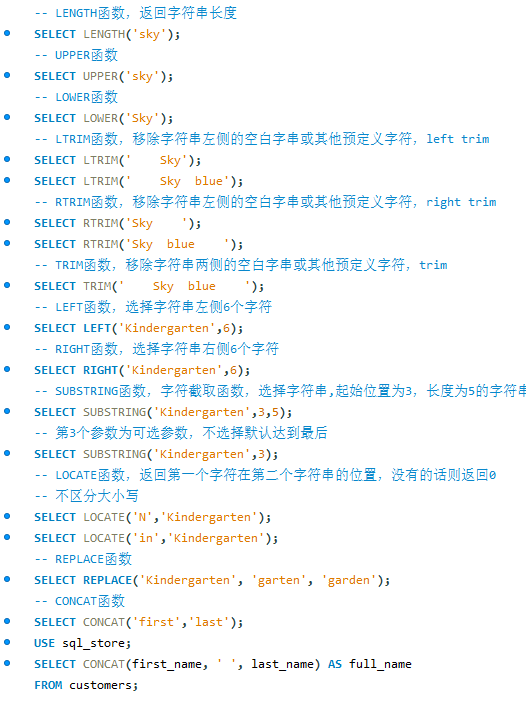 -- LENGTH函数，返回字符串长度
SELECT LENGTH('sky');
-- UPPER函数
SELECT UPPER('sky');
-- LOWER函数
SELECT LOWER('Sky');
-- LTRIM函数，移除字符串左侧的空白字串或其他预定义字符，left trim
SELECT LTRIM('    Sky');
SELECT LTRIM('    Sky  blue');
-- RTRIM函数，移除字符串左侧的空白字串或其他预定义字符，right trim
SELECT RTRIM('Sky    ');
SELECT RTRIM('Sky  blue    ');
-- TRIM函数，移除字符串两侧的空白字串或其他预定义字符，trim
SELECT TRIM('    Sky  blue    ');
-- LEFT函数，选择字符串左侧6个字符
SELECT LEFT('Kindergarten',6);
-- RIGHT函数，选择字符串右侧6个字符
SELECT RIGHT('Kindergarten',6);
-- SUBSTRING函数，字符截取函数，选择字符串,起始位置为3，长度为5的字符串
SELECT SUBSTRING('Kindergarten',3,5);
-- 第3个参数为可选参数，不选择默认达到最后
SELECT SUBSTRING('Kindergarten',3);
-- LOCATE函数，返回第一个字符在第二个字符串的位置，没有的话则返回0
-- 不区分大小写
SELECT LOCATE('N','Kindergarten');
SELECT LOCATE('in','Kindergarten');
-- REPLACE函数
SELECT REPLACE('Kindergarten', 'garten', 'garden');
-- CONCAT函数
SELECT CONCAT('first','last');
USE sql_store;
SELECT CONCAT(first_name, ' ', last_name) AS full_name
FROM customers;